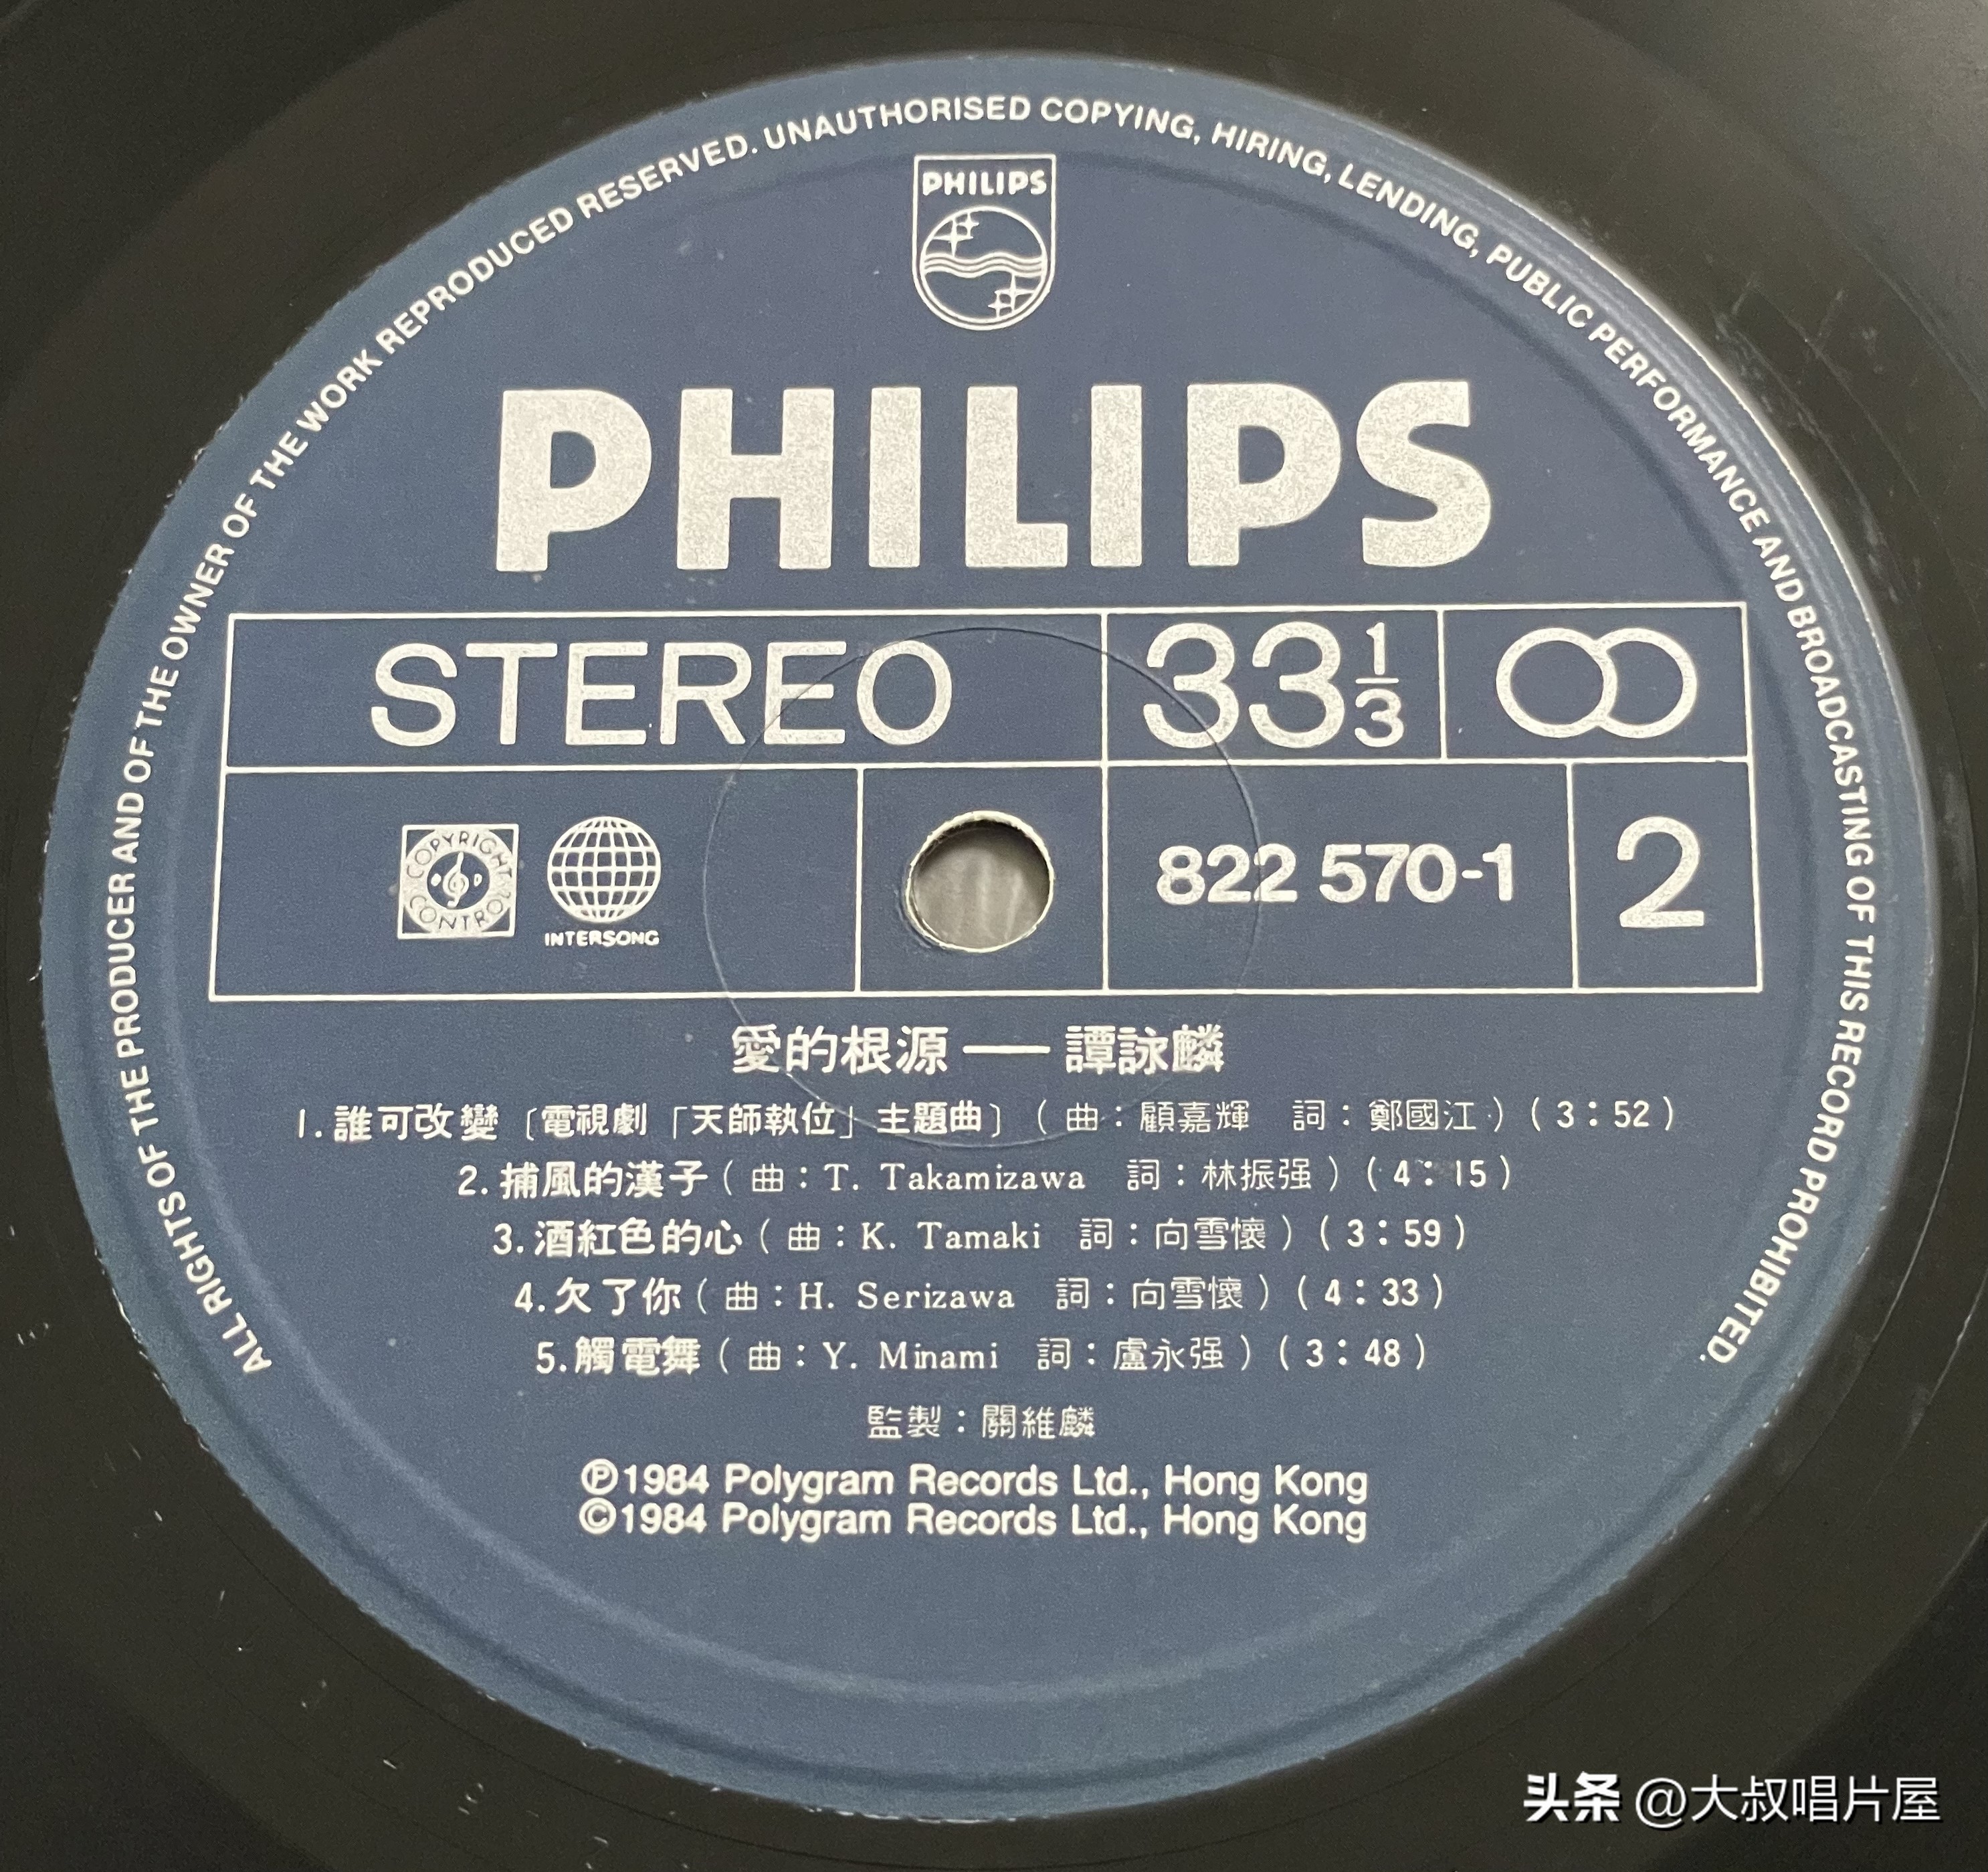 ALL RIGHTS OF THE PRODUCER AND OF THE OWNER OF THE WORK REPRODUCED RESERVED. UNAUTHORISED COPYING, HIRING, LENDING, PUBLIC PERFORMANCE AND BROADCASTING OF THIS RECORD PROHIBITED.
PHILIPS
PHILIPS
STEREO 33 1/3
COPYRIGHT CONTROL
INTERSONG
822 570-1 2
愛的根源——譚詠麟
1.誰可改變〔電視劇「天師執位」主題曲〕(曲:顧嘉輝 詞:鄭國江)(3:52)
2.捕風的漢子(曲:T. Takamizawa 詞:林振强)(4:15)
3.酒紅色的心(曲:K. Tamaki 詞:向雪懷)(3:59)
4.欠了你(曲:H. Serizawa 詞:向雪懷)(4:33)
5.觸電舞(曲:Y. Minami 詞:盧永强)(3:48)
監製:關維麟
Ⓟ1984 Polygram Records Ltd., Hong Kong
©1984 Polygram Records Ltd., Hong Kong
头条 @大叔唱片屋